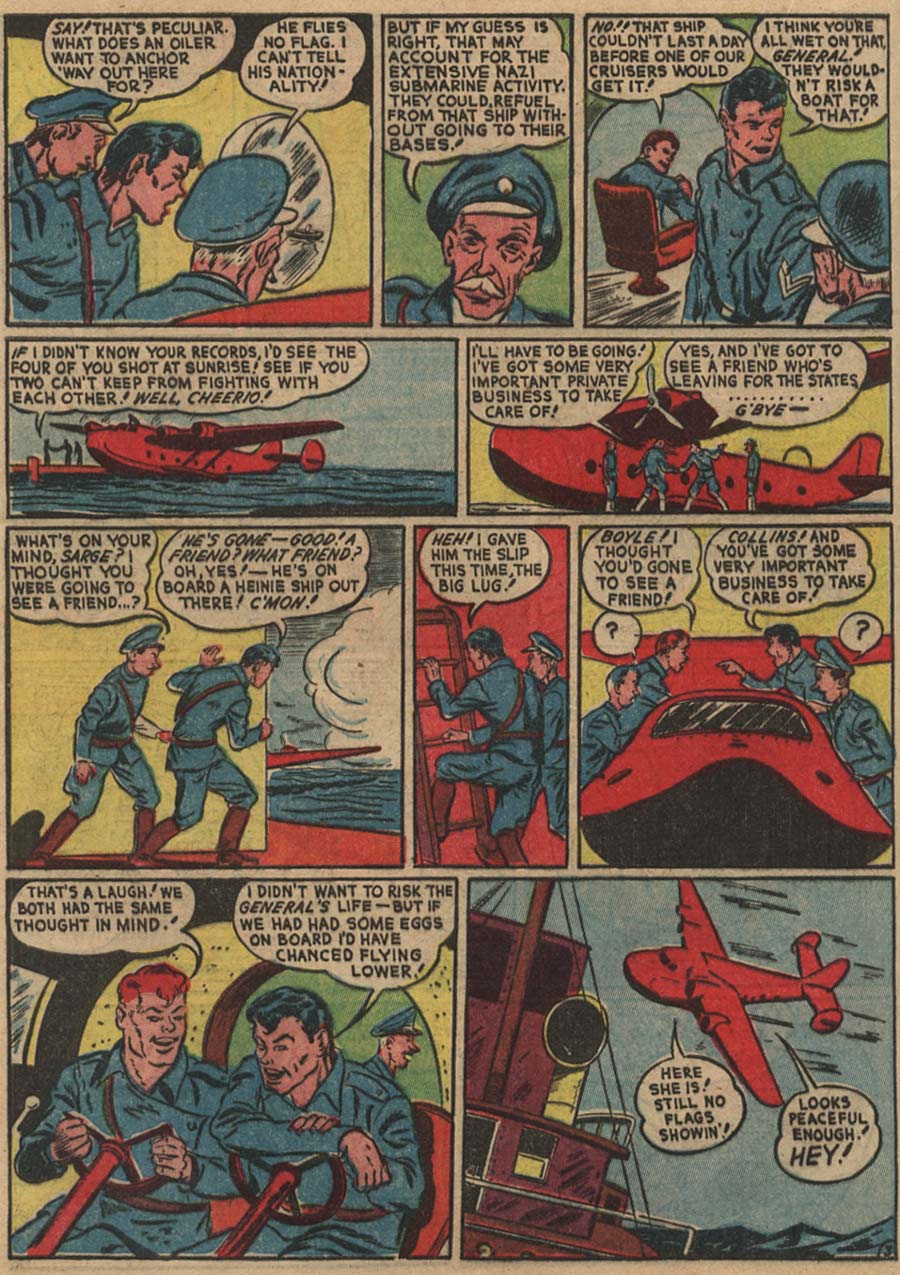 SAY! THAT'S PECULIAR.
WHAT DOES AN OILER
WANT TO ANCHOR
'WAY OUT HERE
FOR?
HE FLIES
NO FLAG. I
CAN'T TELL
HIS NATION-
ALITY!
BUT IF MY GUESS IS
RIGHT, THAT MAY
ACCOUNT FOR THE
EXTENSIVE NAZI
SUBMARINE ACTIVITY.
THEY COULD, REFUEL
FROM THAT SHIP WITH-
OUT GOING TO THEIR
BASES!
NO!! THAT SHIP
COULDN'T LAST A DAY
BEFORE ONE OF OUR
CRUISERS WOULD
GET IT!
I THINK YOU'RE
ALL WET ON THAT,
GENERAL.
THEY WOULD-
N'T RISK A
BOAT FOR
THAT!
IF I DIDN'T KNOW YOUR RECORDS, I'D SEE THE
FOUR OF YOU SHOT AT SUNRISE! SEE IF YOU
TWO CAN'T KEEP FROM FIGHTING WITH
EACH OTHER! WELL, CHEERIO!
I'LL HAVE TO BE GOING!
I'VE GOT SOME VERY
IMPORTANT PRIVATE
BUSINESS TO TAKE
CARE OF!
YES, AND I'VE GOT TO
SEE A FRIEND WHO'S
LEAVING FOR THE STATES,
..........
G'BYE —
WHAT'S ON YOUR
MIND, SARGE? I
THOUGHT YOU
WERE GOING TO
SEE A FRIEND...?
HE'S GONE — GOOD! A
FRIEND? WHAT FRIEND?
OH, YES! — HE'S ON
BOARD A HEINIE SHIP OUT
THERE! C'MON!
HEH! I GAVE
HIM THE SLIP
THIS TIME, THE
BIG LUG!
BOYLE! I
THOUGHT
YOU'D GONE
TO SEE A
FRIEND!
COLLINS! AND
YOU'VE GOT SOME
VERY IMPORTANT
BUSINESS TO TAKE
CARE OF!
?
?
THAT'S A LAUGH! WE
BOTH HAD THE SAME
THOUGHT IN MIND!
I DIDN'T WANT TO RISK THE
GENERAL'S LIFE — BUT IF
WE HAD HAD SOME EGGS
ON BOARD I'D HAVE
CHANCED FLYING
LOWER!
HERE
SHE IS!
STILL NO
FLAGS
SHOWIN'!
LOOKS
PEACEFUL
ENOUGH!
HEY!